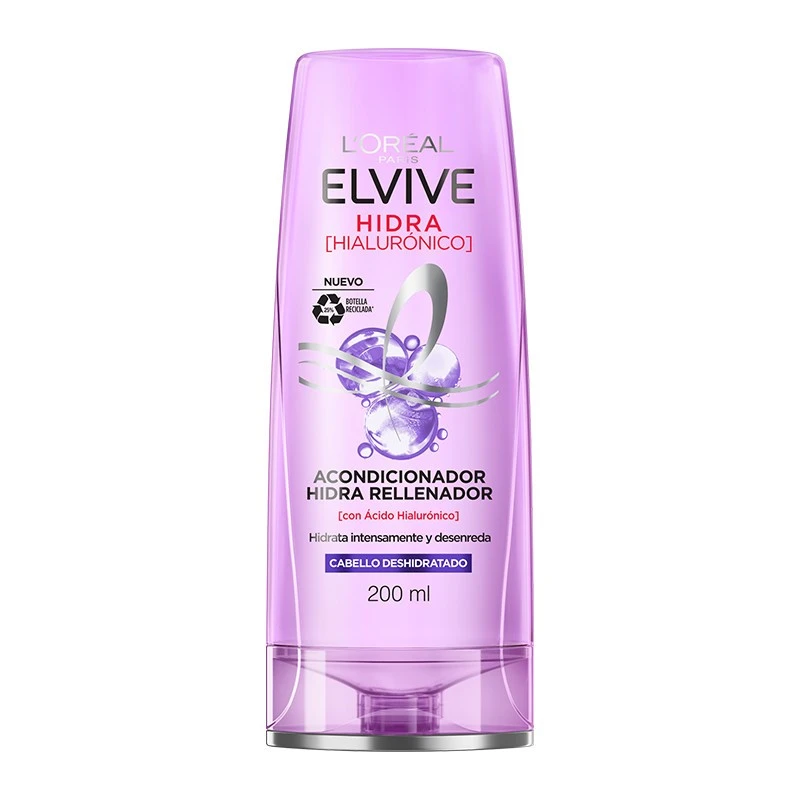 L'ORÉAL
PARIS
ELVIVE
HIDRA
[HIALURÓNICO]
NUEVO
25%
BOTELLA
RECICLADA*
ACONDICIONADOR
HIDRA RELLENADOR
[con Ácido Hialurónico]
Hidrata intensamente y desenreda
CABELLO DESHIDRATADO
200 ml